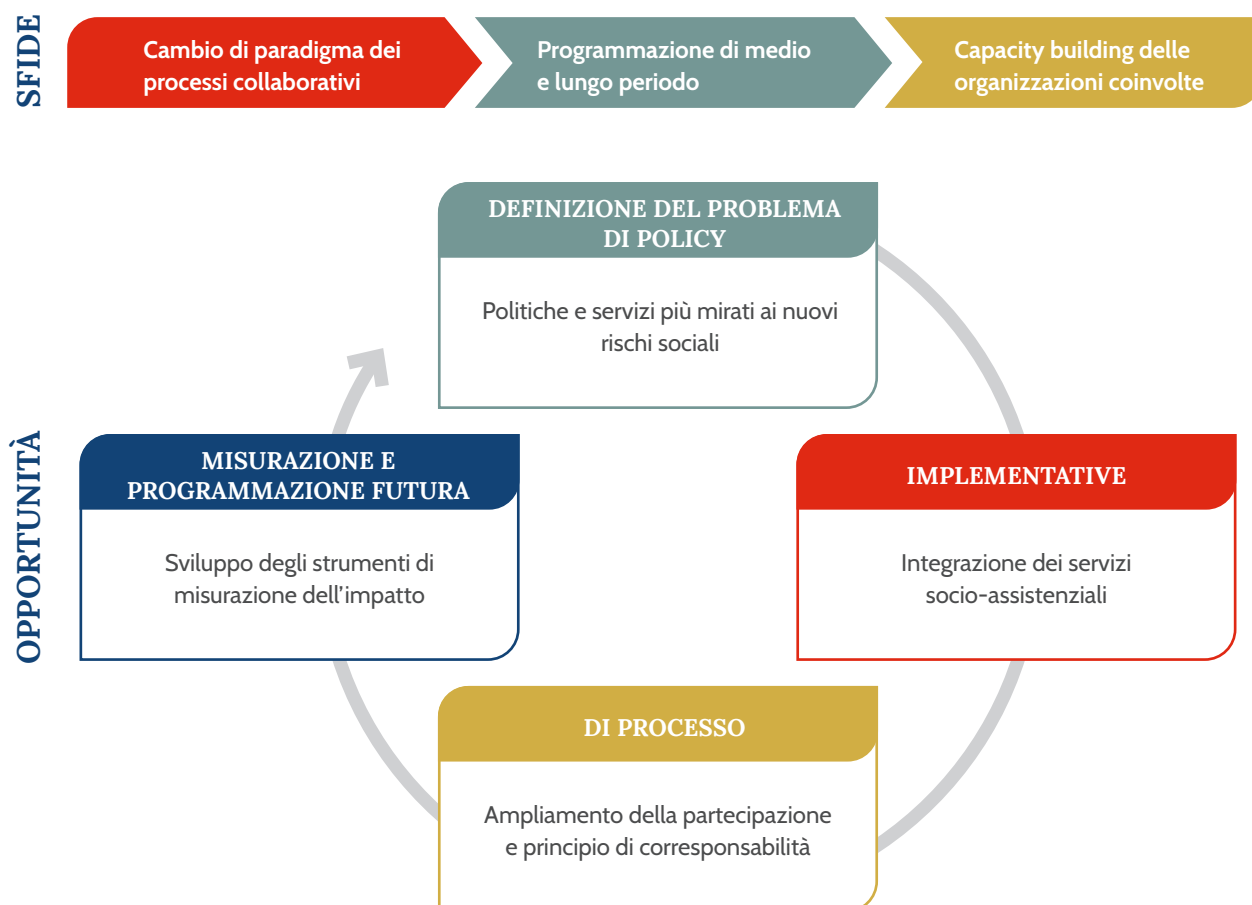 SFIDE
Cambio di paradigma dei
processi collaborativi
Programmazione di medio
e lungo periodo
Capacity building delle
organizzazioni coinvolte
OPPORTUNITÀ
DEFINIZIONE DEL PROBLEMA
DI POLICY
Politiche e servizi più mirati ai nuovi
rischi sociali
MISURAZIONE E
PROGRAMMAZIONE FUTURA
Sviluppo degli strumenti di
misurazione dell’impatto
IMPLEMENTATIVE
Integrazione dei servizi
socio-assistenziali
DI PROCESSO
Ampliamento della partecipazione
e principio di corresponsabilità